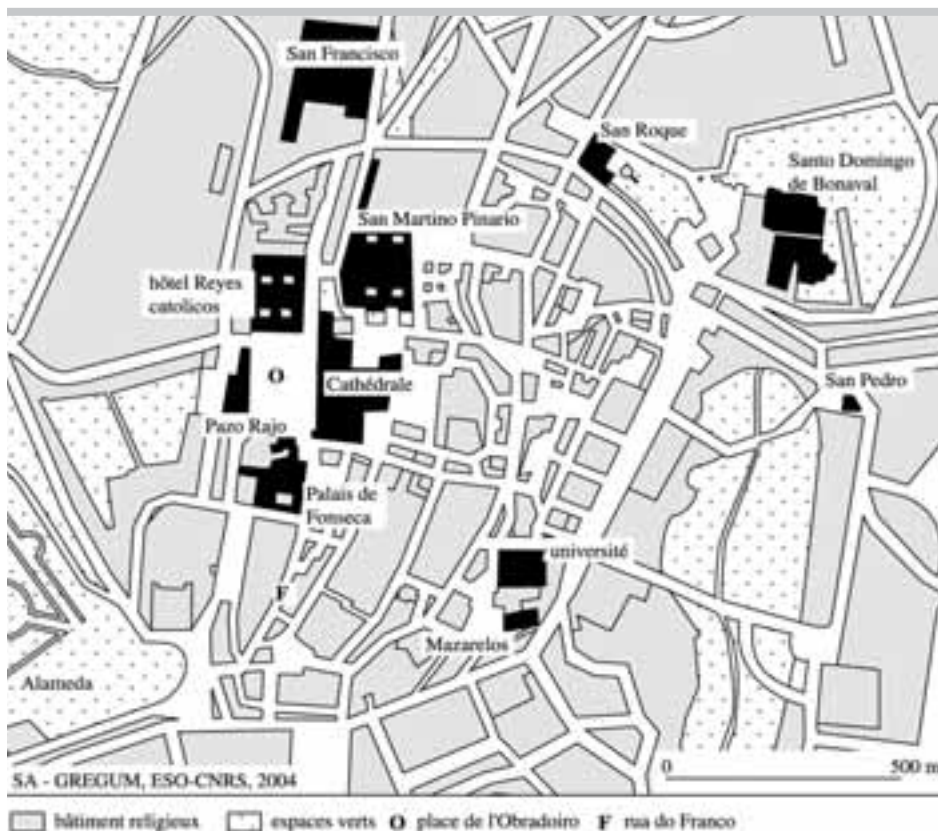 San Francisco
San Roque
Santo Domingo
de Bonaval
San Martino Pinario
hôtel Reyes
catolicos
O
Cathédrale
San Pedro
Pazo Rajo
Palais de
Fonseca
université
F
Mazarelos
Alameda
SA - GREGUM, ESO-CNRS, 2004
0 500 m
bâtiment religieux espaces verts O place de l'Obradoiro F rua do Franco